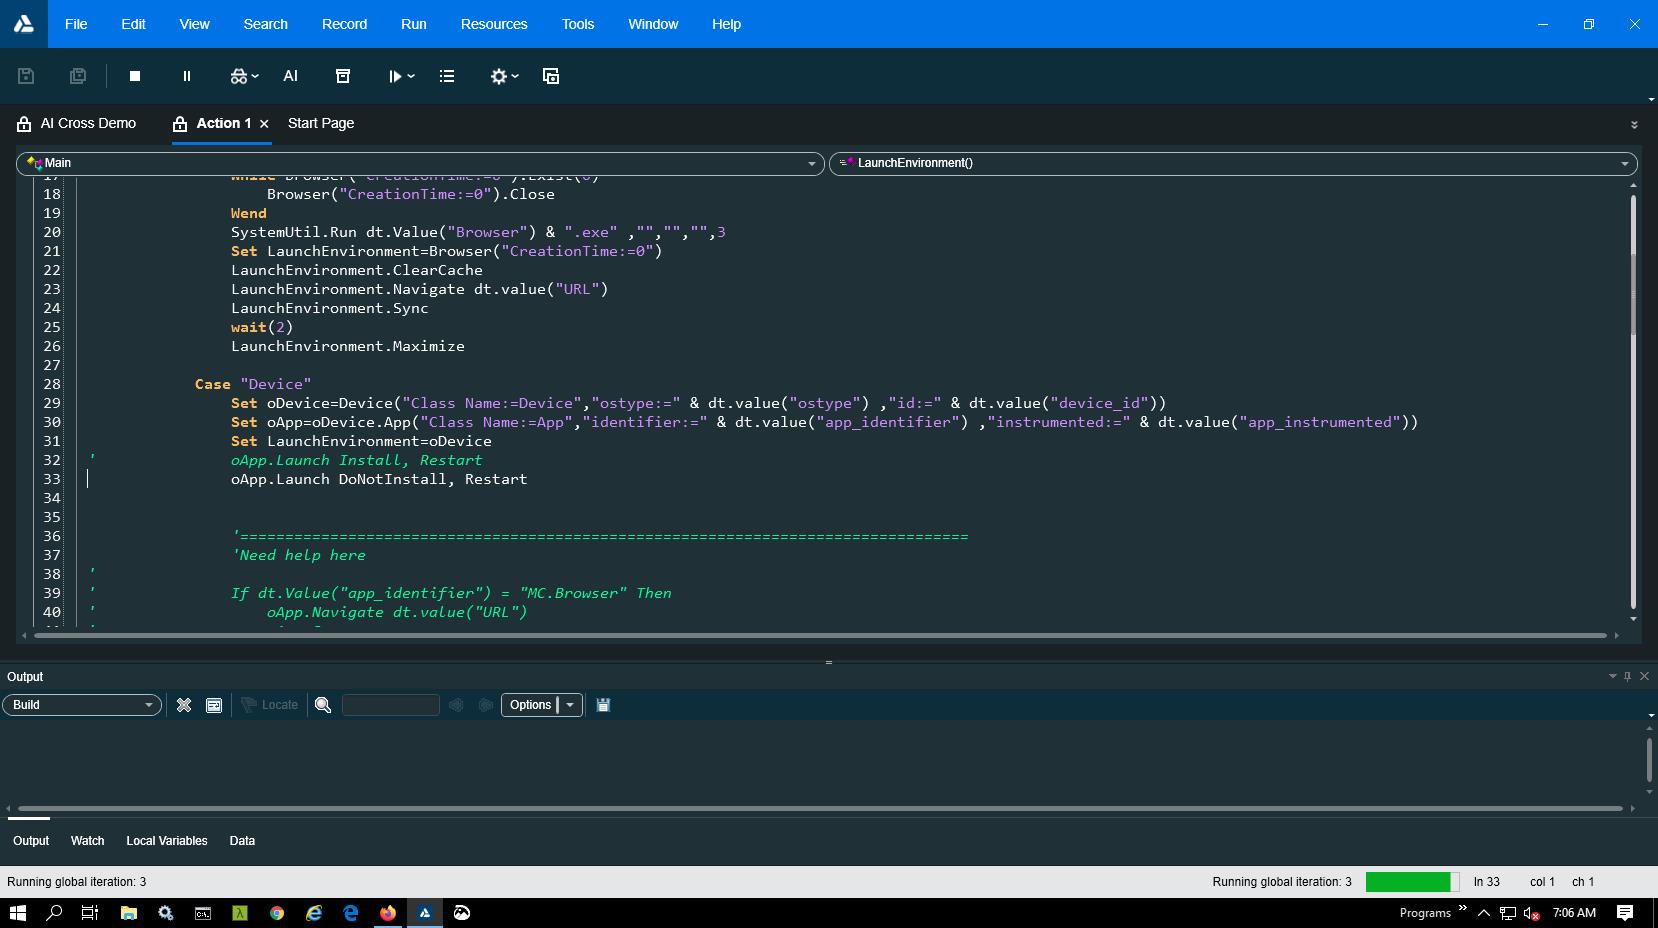 File Edit View Search Record Run Resources Tools Window Help
AI
AI Cross Demo Action 1 Start Page
Main LaunchEnvironment()
17 While Browser("CreationTime:=0").Exist(0)
18 Browser("CreationTime:=0").Close
19 Wend
20 SystemUtil.Run dt.Value("Browser") & ".exe" ,"","","",3
21 Set LaunchEnvironment=Browser("CreationTime:=0")
22 LaunchEnvironment.ClearCache
23 LaunchEnvironment.Navigate dt.value("URL")
24 LaunchEnvironment.Sync
25 wait(2)
26 LaunchEnvironment.Maximize
27
28 Case "Device"
29 Set oDevice=Device("Class Name:=Device","ostype:=" & dt.value("ostype") ,"id:=" & dt.value("device_id"))
30 Set oApp=oDevice.App("Class Name:=App","identifier:=" & dt.value("app_identifier") ,"instrumented:=" & dt.value("app_instrumented"))
31 Set LaunchEnvironment=oDevice
32 ' oApp.Launch Install, Restart
33 oApp.Launch DoNotInstall, Restart
34
35
36 '=================================================================================
37 'Need help here
38 '
39 ' If dt.Value("app_identifier") = "MC.Browser" Then
40 ' oApp.Navigate dt.value("URL")
Output
Build Locate Options
Output Watch Local Variables Data
Running global iteration: 3 Running global iteration: 3 ln 33 col 1 ch 1
Programs 7:06 AM